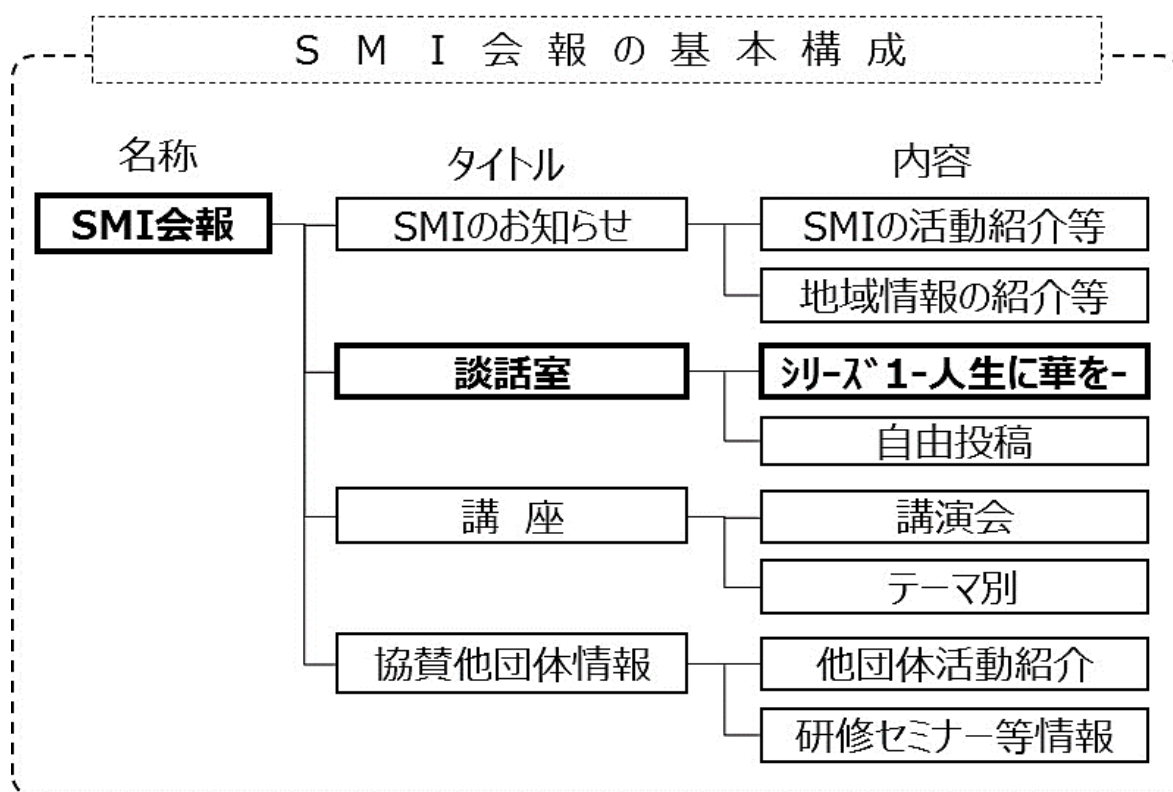 ＳＭＩ会報の基本構成
名称
タイトル
内容
SMI会報
SMIのお知らせ
SMIの活動紹介等
地域情報の紹介等
談話室
ｼﾘｰｽﾞ1-人生に華を-
自由投稿
講 座
講演会
テーマ別
協賛他団体情報
他団体活動紹介
研修セミナー等情報